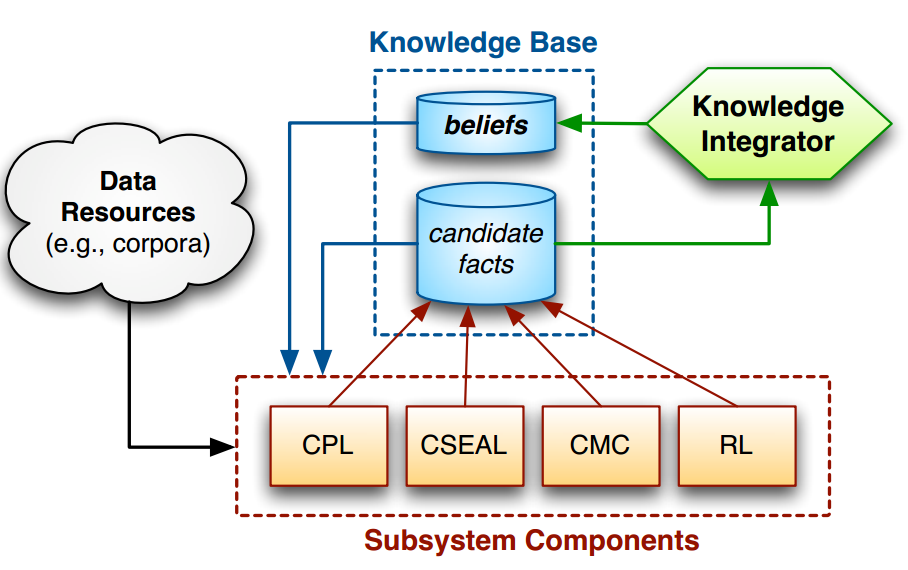 Knowledge Base
beliefs
Knowledge
Integrator
Data
Resources
(e.g., corpora)
candidate
facts
CPL
CSEAL
CMC
RL
Subsystem Components